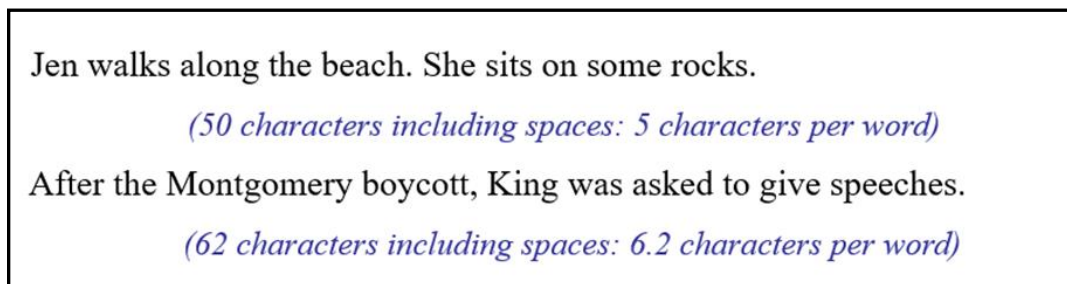 Jen walks along the beach. She sits on some rocks.
(50 characters including spaces: 5 characters per word)
After the Montgomery boycott, King was asked to give speeches.
(62 characters including spaces: 6.2 characters per word)